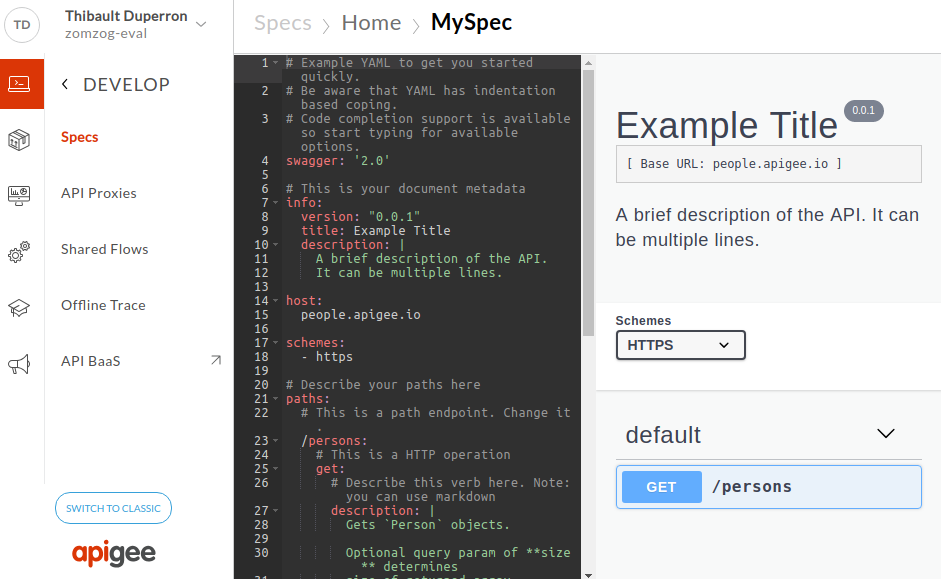 TD
Thibault Duperron
zomzog-eval
DEVELOP
Specs
API Proxies
Shared Flows
Offline Trace
API BaaS
SWITCH TO CLASSIC
apigee
Specs > Home > MySpec
1 # Example YAML to get you started
quickly.
2 # Be aware that YAML has indentation
based coping.
3 # Code completion support is available
so start typing for available
options.
4 swagger: '2.0'
5
6 # This is your document metadata
7 info:
8 version: "0.0.1"
9 title: Example Title
10 description: |
11 A brief description of the API.
12 It can be multiple lines.
13
14 host:
15 people.apigee.io
16
17 schemes:
18 - https
19
20 # Describe your paths here
21 paths:
22 # This is a path endpoint. Change it
.
23 /persons:
24 # This is a HTTP operation
25 get:
26 # Describe this verb here. Note:
you can use markdown
27 description: |
28 Gets `Person` objects.
29
30 Optional query param of **size
** determines
Example Title 0.0.1
[ Base URL: people.apigee.io ]
A brief description of the API. It can
be multiple lines.
Schemes
HTTPS
default
GET /persons